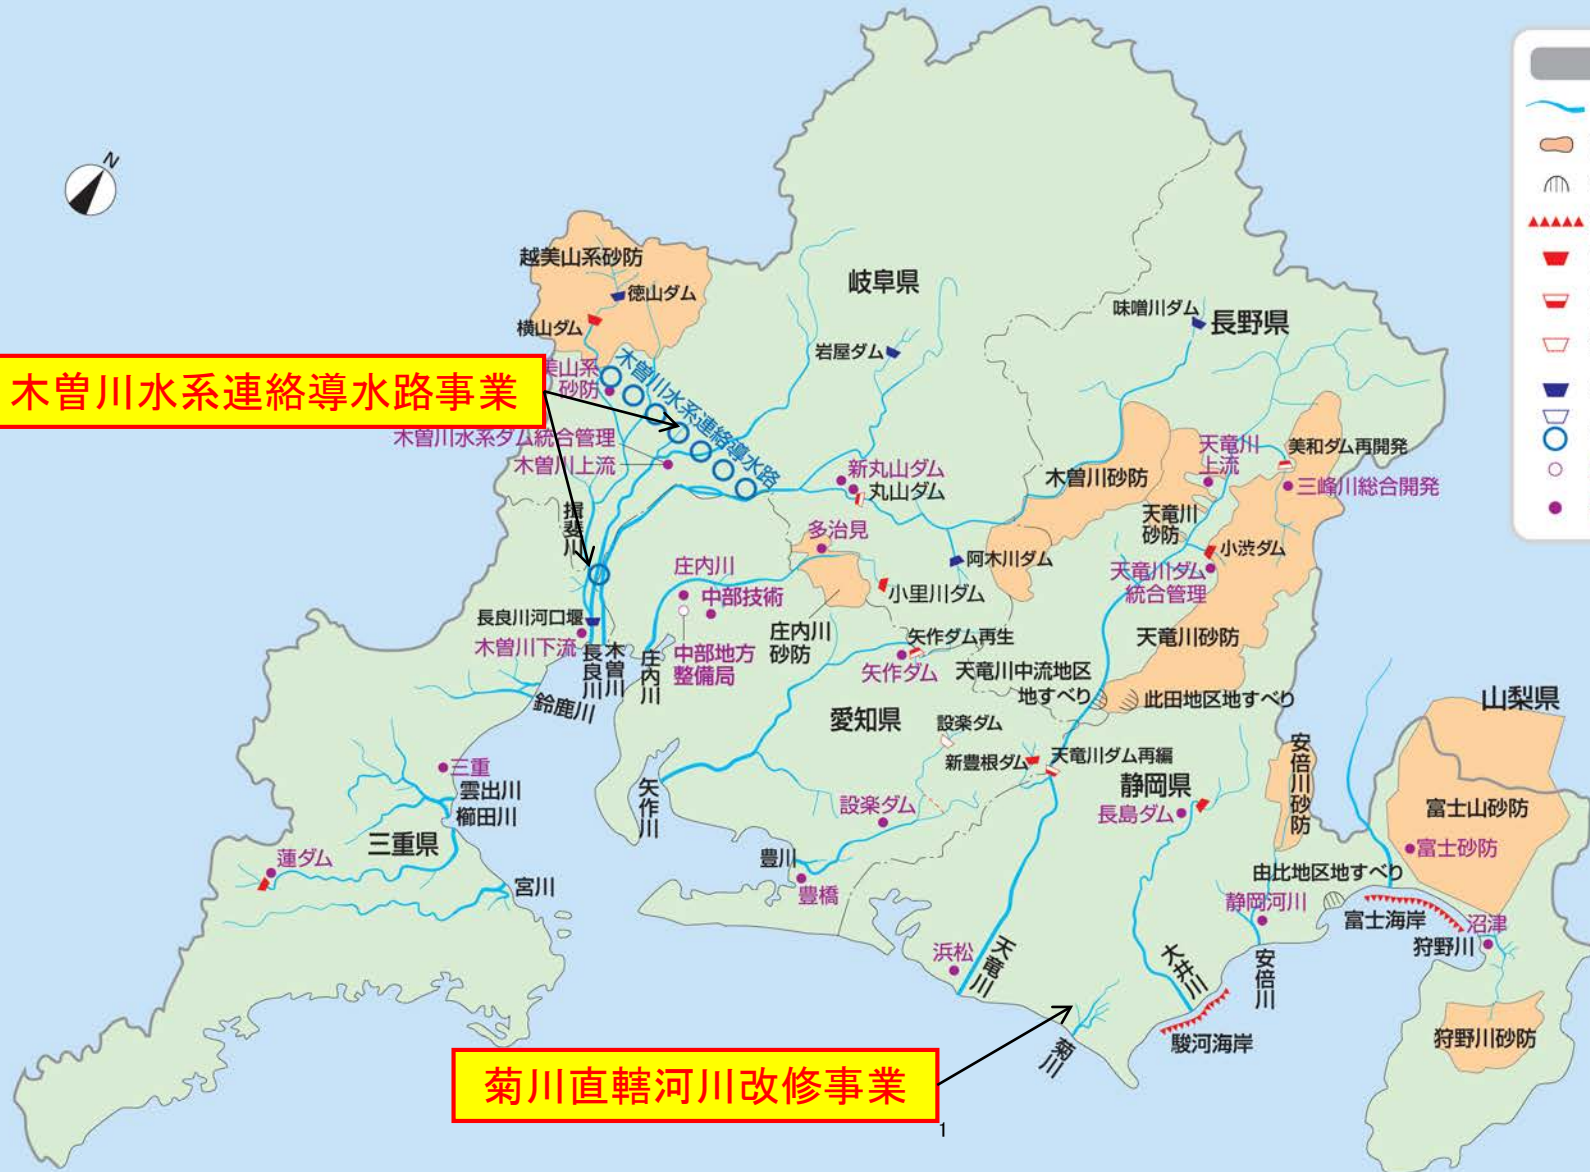 N
越美山系砂防
徳山ダム
横山ダム
岐阜県
味噌川ダム
長野県
岩屋ダム
木曽川水系連絡導水路事業
美山系
砂防
木曽川水系連絡導水路
木曽川水系ダム統合管理
木曽川上流
新丸山ダム
丸山ダム
木曽川砂防
天竜川
上流
美和ダム再開発
三峰川総合開発
揖斐川
多治見
天竜川
砂防
小渋ダム
阿木川ダム
天竜川ダム
統合管理
庄内川
中部技術
小里川ダム
長良川河口堰
木曽川下流
長良川
木曽川
庄内川
中部地方
整備局
庄内川
砂防
矢作ダム再生
矢作ダム
天竜川砂防
天竜川中流地区
地すべり
此田地区地すべり
鈴鹿川
愛知県
設楽ダム
山梨県
新豊根ダム
天竜川ダム再編
安倍川砂防
三重
雲出川
櫛田川
矢作川
静岡県
長島ダム
富士山砂防
設楽ダム
三重県
蓮ダム
富士砂防
豊川
豊橋
宮川
由比地区地すべり
静岡河川
富士海岸
沼津
狩野川
浜松
天竜川
大井川
安倍川
菊川
駿河海岸
狩野川砂防
菊川直轄河川改修事業
1